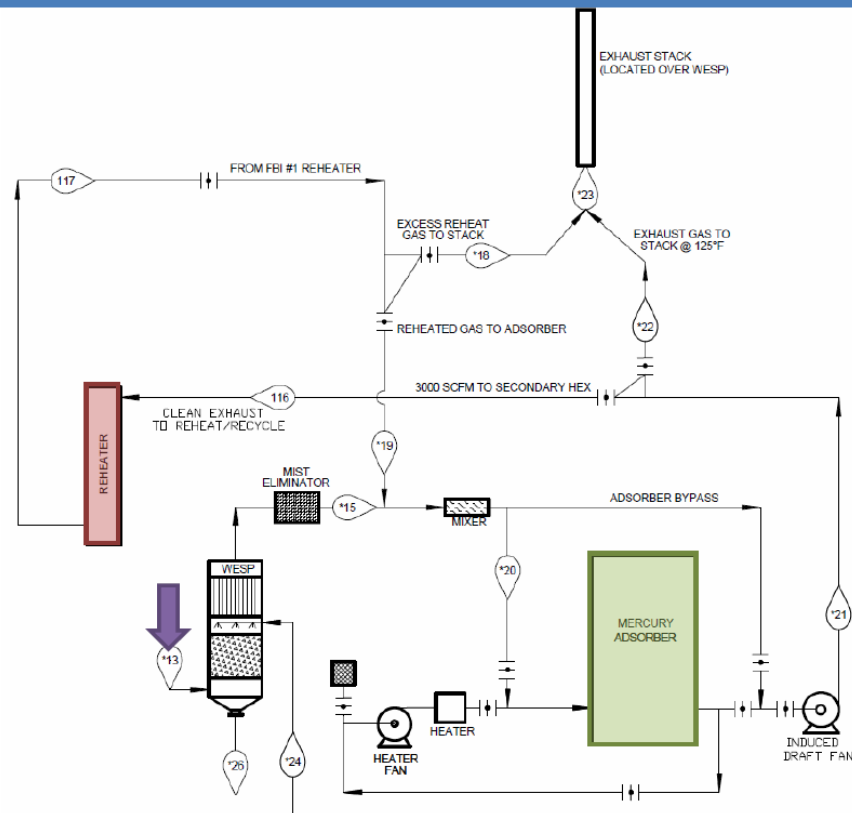 EXHAUST STACK
(LOCATED OVER WESP)
FROM FBI #1 REHEATER
117
*23
EXCESS REHEAT
GAS TO STACK
EXHAUST GAS TO
STACK @ 125°F
*18
*22
REHEATED GAS TO ADSORBER
3000 SCFM TO SECONDARY HEX
116
CLEAN EXHAUST
TO REHEAT/RECYCLE
REHEATER
*19
MIST
ELIMINATOR
*15
MIXER
ADSORBER BYPASS
WESP
*20
*21
MERCURY
ADSORBER
*13
HEATER
HEATER
FAN
INDUCED
DRAFT FAN
*26
*24